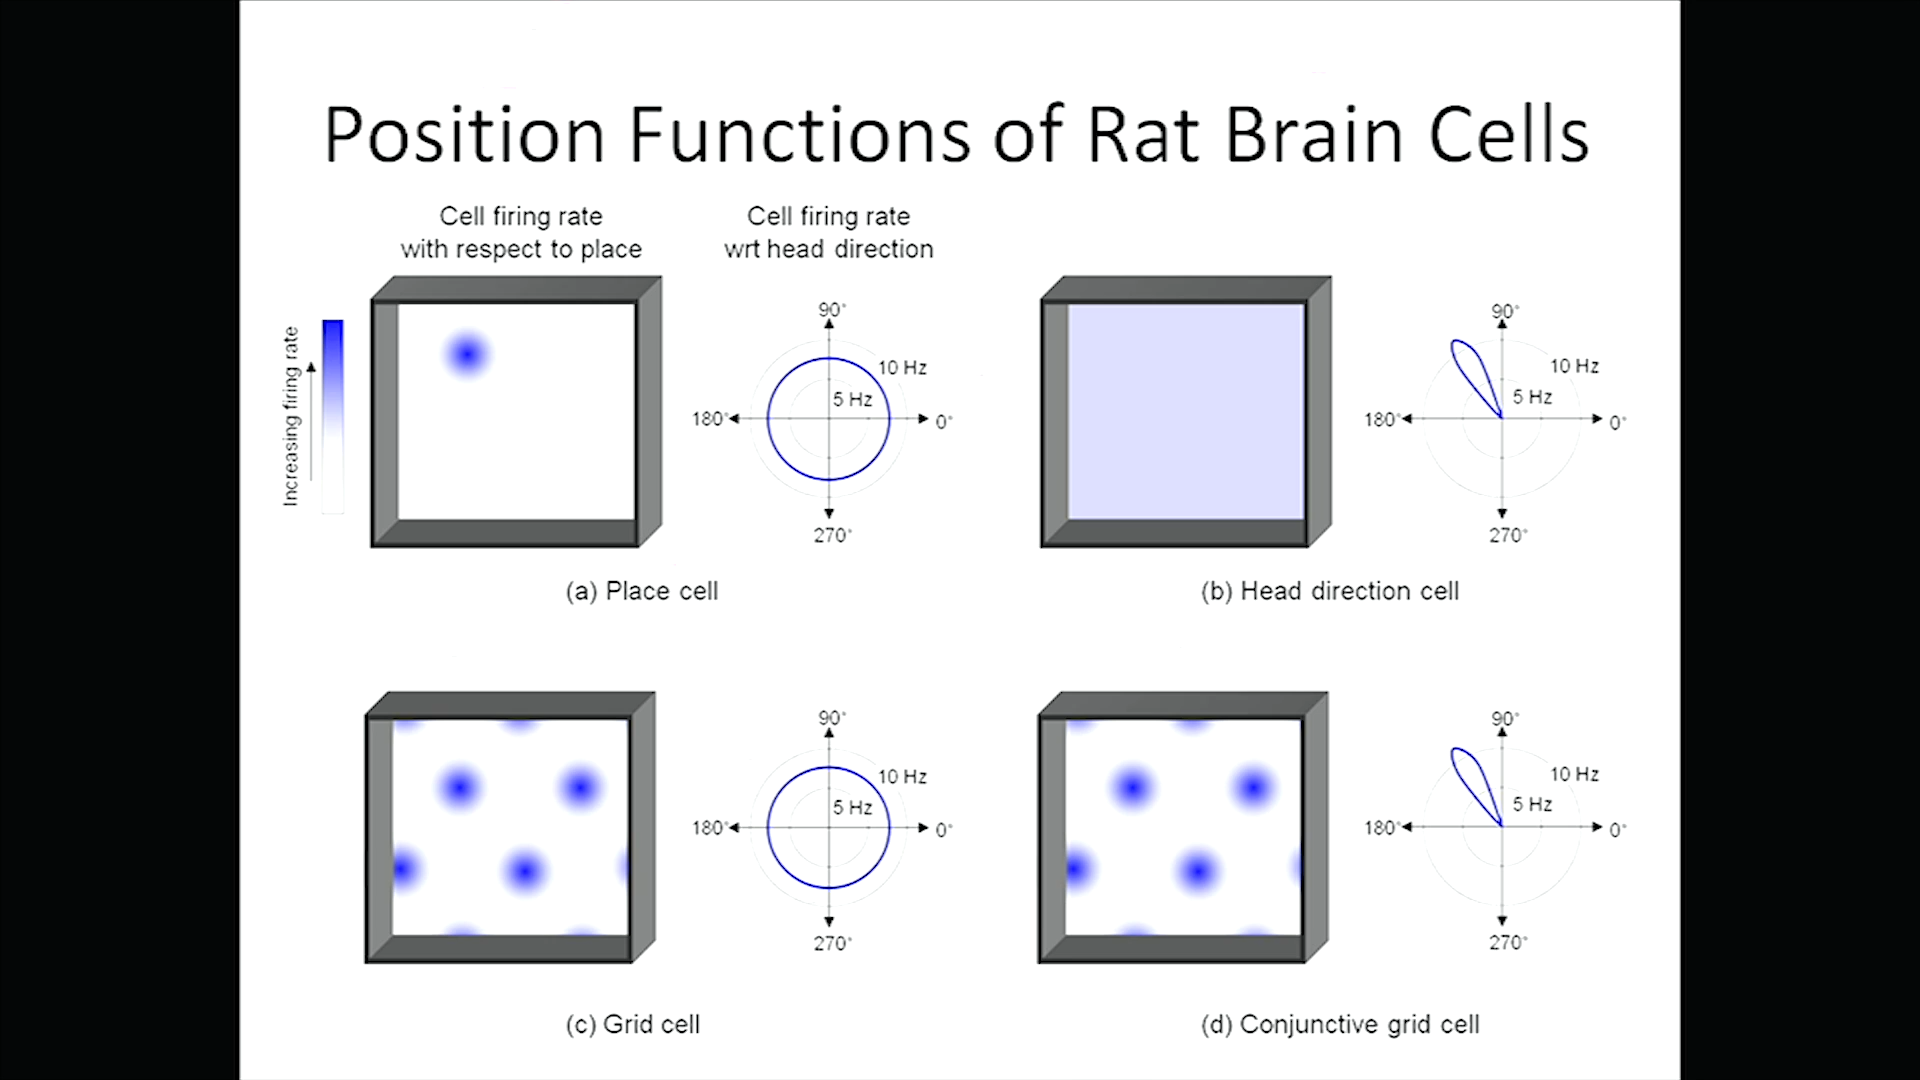 Position Functions of Rat Brain Cells
Cell firing rate
with respect to place
Cell firing rate
wrt head direction
Increasing firing rate
90°
10 Hz
5 Hz
180°
0°
270°
(a) Place cell
90°
10 Hz
5 Hz
180°
0°
270°
(b) Head direction cell
90°
10 Hz
5 Hz
180°
0°
270°
(c) Grid cell
90°
10 Hz
5 Hz
180°
0°
270°
(d) Conjunctive grid cell